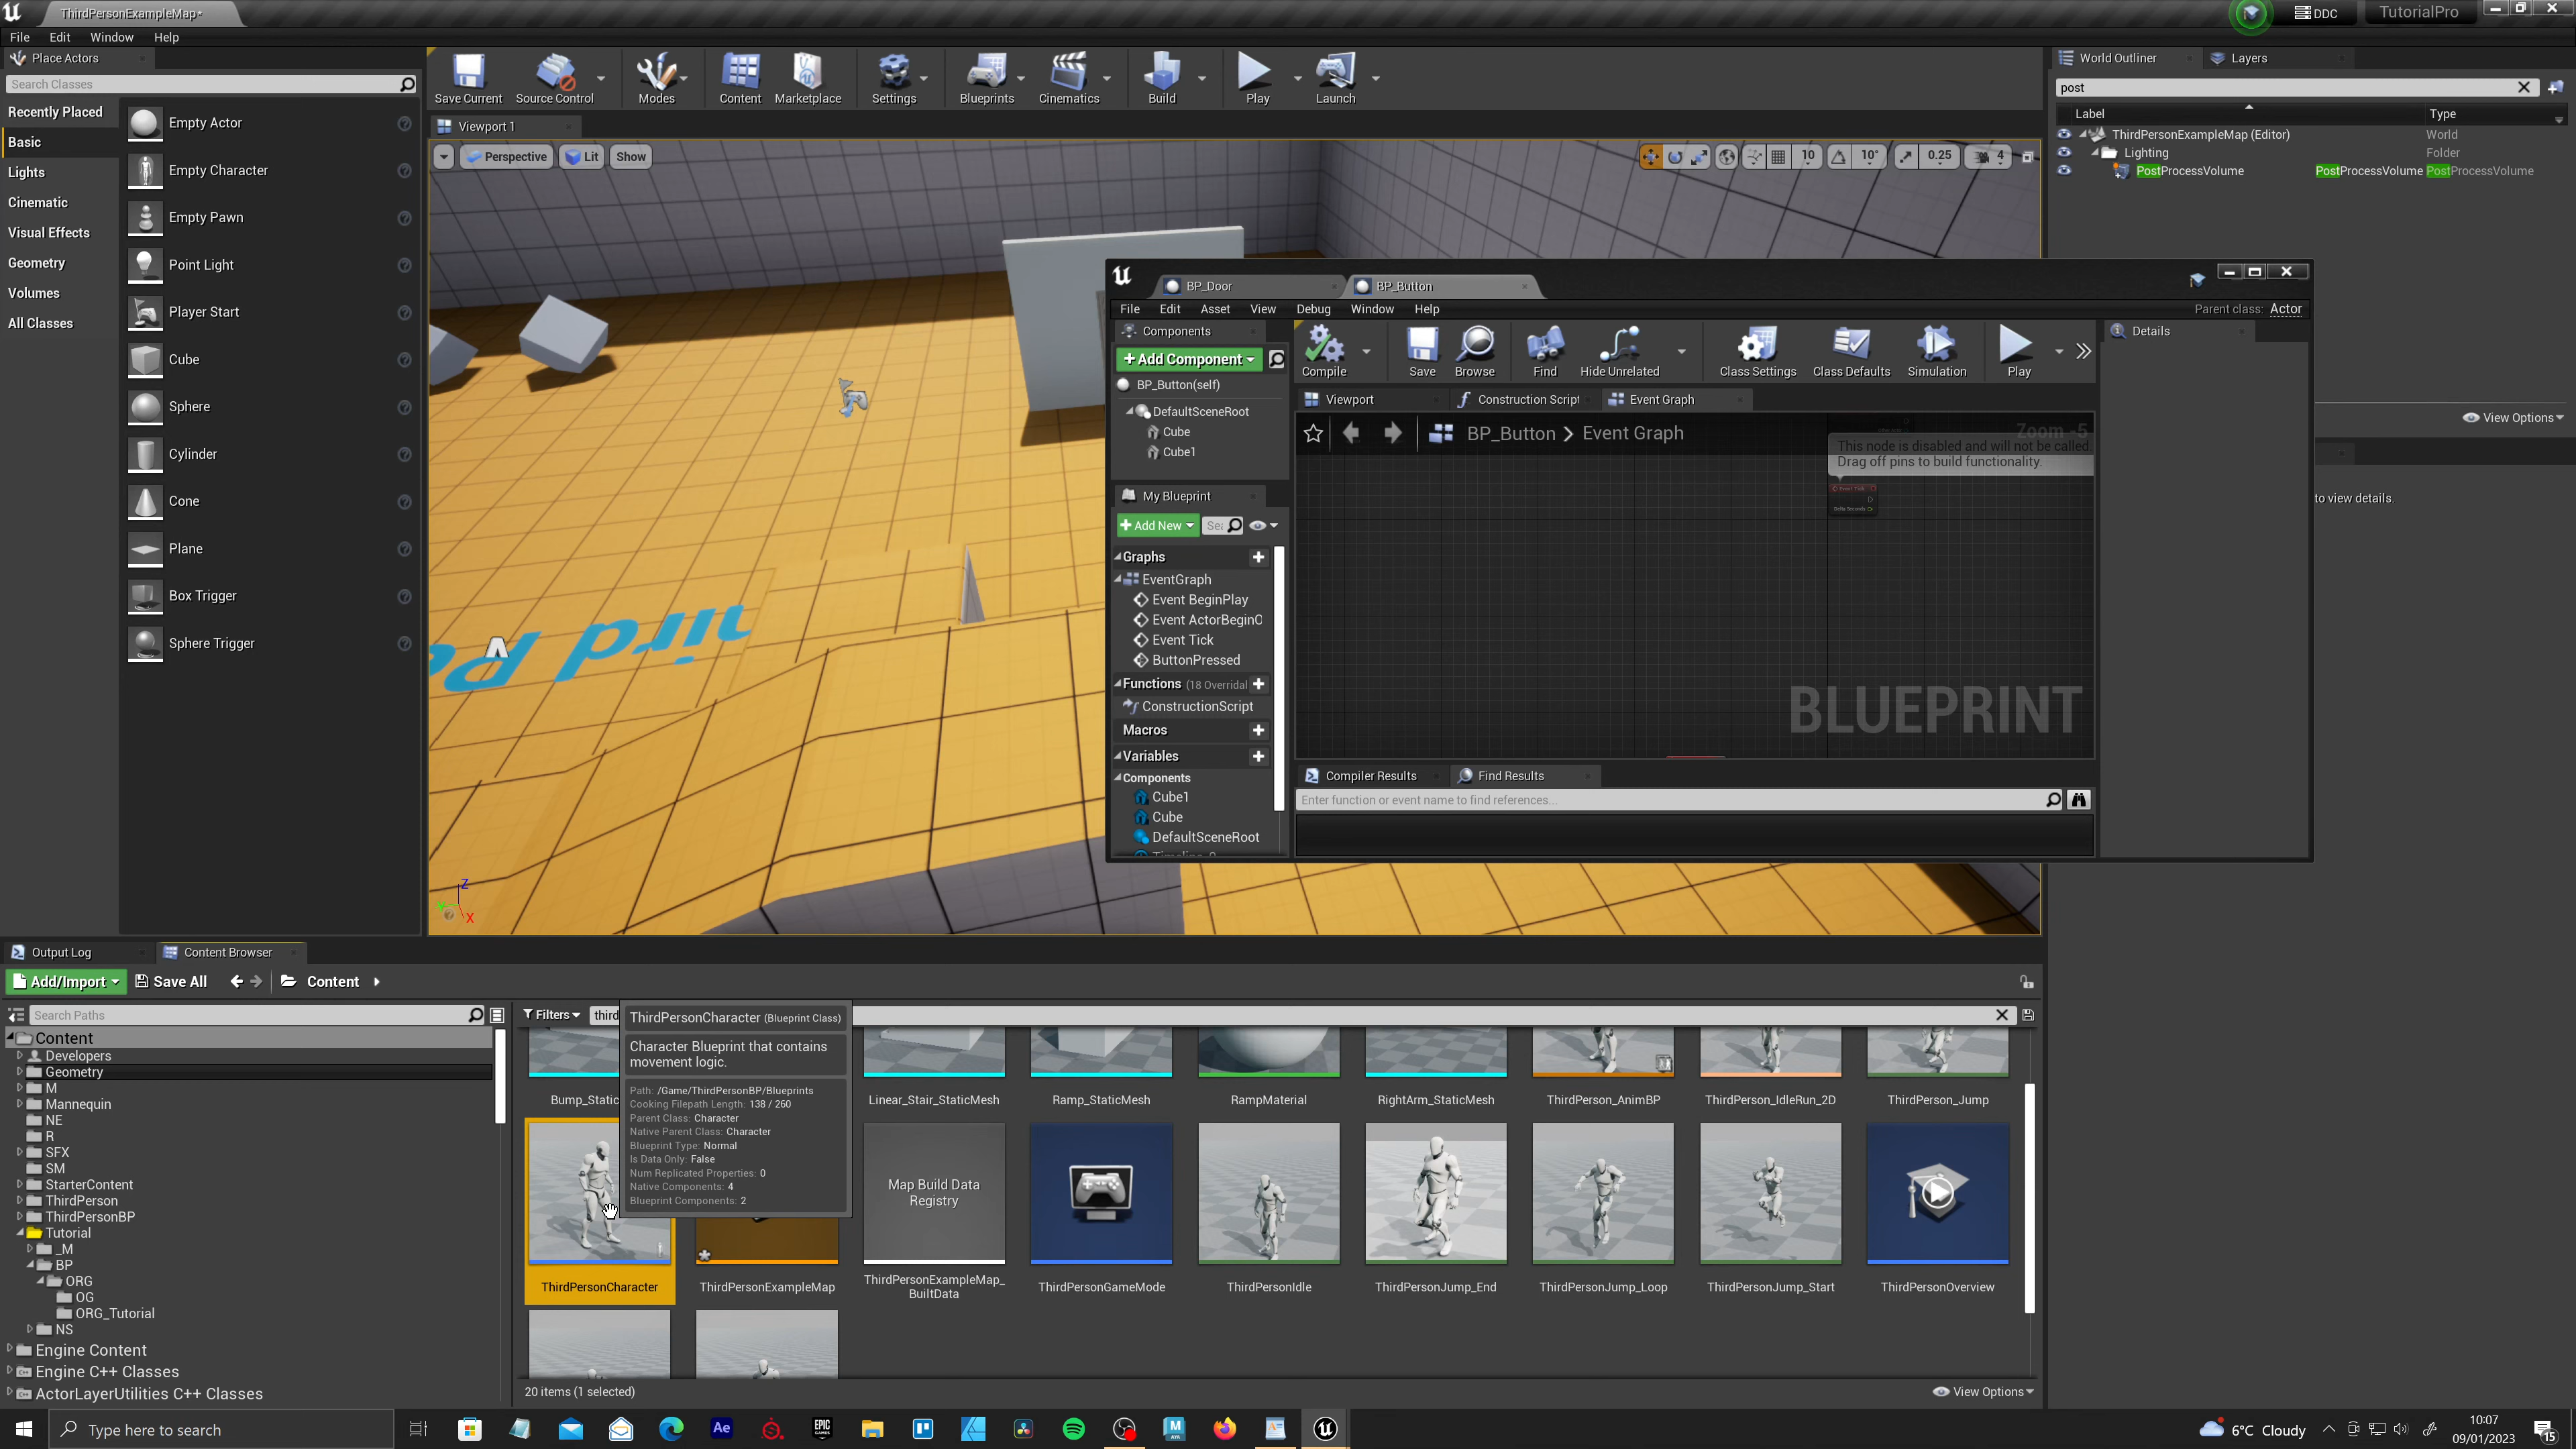 ThirdPersonExampleMap•
DDC
TutorialPro
File Edit Window Help
Place Actors
Search Classes
Recently Placed
Basic
Lights
Cinematic
Visual Effects
Geometry
Volumes
All Classes
Empty Actor
Empty Character
Empty Pawn
Point Light
Player Start
Cube
Sphere
Cylinder
Cone
Plane
Box Trigger
Sphere Trigger
Save Current Source Control Modes Content Marketplace Settings Blueprints Cinematics Build Play Launch
Viewport 1
Perspective Lit Show
10 10° 0.25 4
World Outliner Layers
post
Label Type
ThirdPersonExampleMap (Editor) World
Lighting Folder
PostProcessVolume PostProcessVolume PostProcessVolume
View Options
to view details.
BP_Door BP_Button
File Edit Asset View Debug Window Help
Parent class: Actor
Components
+Add Component
BP_Button(self)
DefaultSceneRoot
Cube
Cube1
My Blueprint
+Add New
Graphs
EventGraph
Event BeginPlay
Event ActorBeginO
Event Tick
ButtonPressed
Functions (18 Overridal
ConstructionScript
Macros
Variables
Components
Cube1
Cube
DefaultSceneRoot
Compile Save Browse Find Hide Unrelated Class Settings Class Defaults Simulation Play
Details
Viewport Construction Script Event Graph
BP_Button > Event Graph
Zoom -5
This node is disabled and will not be called.
Drag off pins to build functionality.
Event Tick
Delta Seconds
BLUEPRINT
Compiler Results Find Results
Enter function or event name to find references...
Z
X
Output Log Content Browser
Add/Import Save All Content
Search Paths
Content
Developers
Geometry
M
Mannequin
NE
R
SFX
SM
StarterContent
ThirdPerson
ThirdPersonBP
Tutorial
_M
BP
ORG
OG
ORG_Tutorial
NS
Engine Content
Engine C++ Classes
ActorLayerUtilities C++ Classes
Filters third
ThirdPersonCharacter (Blueprint Class)
Character Blueprint that contains
movement logic.
Path: /Game/ThirdPersonBP/Blueprints
Cooking Filepath Length: 138 / 260
Parent Class: Character
Native Parent Class: Character
Blueprint Type: Normal
Is Data Only: False
Num Replicated Properties: 0
Native Components: 4
Blueprint Components: 2
Bump_Static Linear_Stair_StaticMesh Ramp_StaticMesh RampMaterial RightArm_StaticMesh ThirdPerson_AnimBP ThirdPerson_IdleRun_2D ThirdPerson_Jump
Map Build Data
Registry
ThirdPersonCharacter ThirdPersonExampleMap ThirdPersonExampleMap_
BuiltData ThirdPersonGameMode ThirdPersonIdle ThirdPersonJump_End ThirdPersonJump_Loop ThirdPersonJump_Start ThirdPersonOverview
20 items (1 selected)
View Options
Type here to search
Ae
EPIC
GAMES
M
6°C Cloudy
10:07
09/01/2023
15